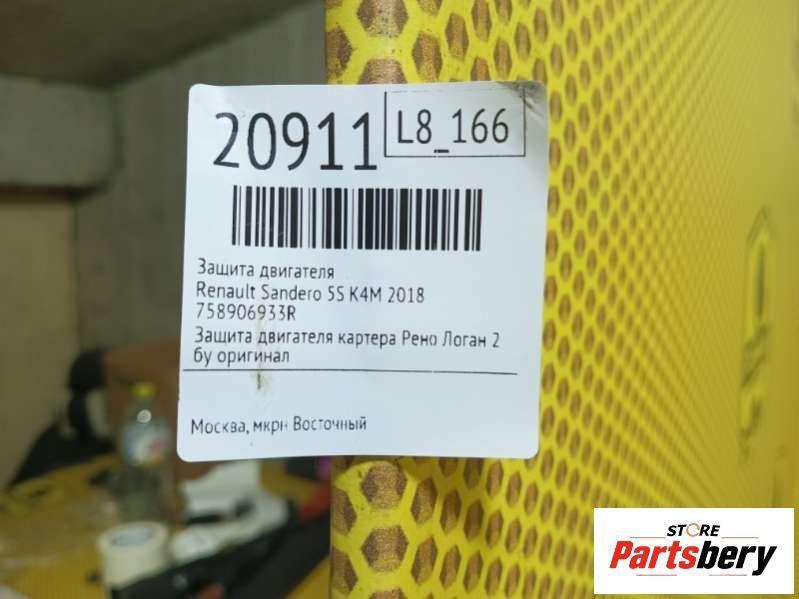 20911
L8_166
Защита двигателя
Renault Sandero 5S K4M 2018
758906933R
Защита двигателя картера Рено Логан 2
бу оригинал
Москва, мкрн Восточный
STORE
Partsbery